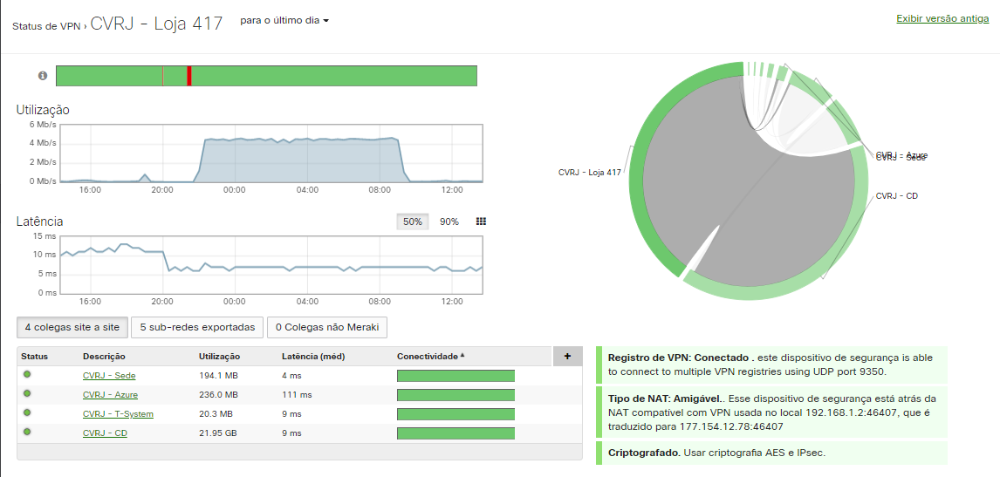 Status de VPN › CVRJ - Loja 417 para o último dia
Exibir versão antiga
Utilização
6 Mb/s
4 Mb/s
2 Mb/s
0 Mb/s
16:00 20:00 00:00 04:00 08:00 12:00
CVRJ - Loja 417
CVRJ - Azure
CVRJ - Sede
CVRJ - CD
Latência 50% 90%
15 ms
10 ms
5 ms
0 ms
16:00 20:00 00:00 04:00 08:00 12:00
4 colegas site a site 5 sub-redes exportadas 0 Colegas não Meraki
Status Descrição Utilização Latência (méd) Conectividade +
CVRJ - Sede 194.1 MB 4 ms
CVRJ - Azure 236.0 MB 111 ms
CVRJ - T-System 20.3 MB 9 ms
CVRJ - CD 21.95 GB 9 ms
Registro de VPN: Conectado . este dispositivo de segurança is able
to connect to multiple VPN registries using UDP port 9350.
Tipo de NAT: Amigável.. Esse dispositivo de segurança está atrás da
NAT compatível com VPN usada no local 192.168.1.2:46407, que é
traduzido para 177.154.12.78:46407
Criptografado. Usar criptografia AES e IPsec.